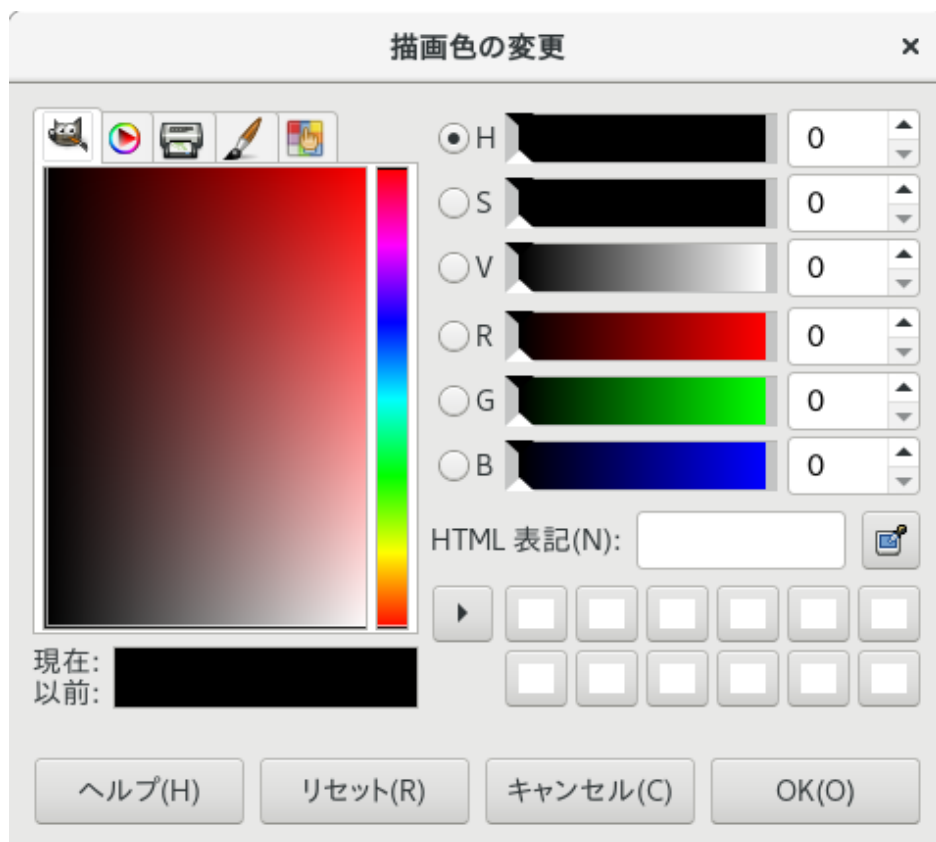 描画色の変更
H 0
S 0
V 0
R 0
G 0
B 0
HTML 表記(N):
現在:
以前:
ヘルプ(H) リセット(R) キャンセル(C) OK(O)